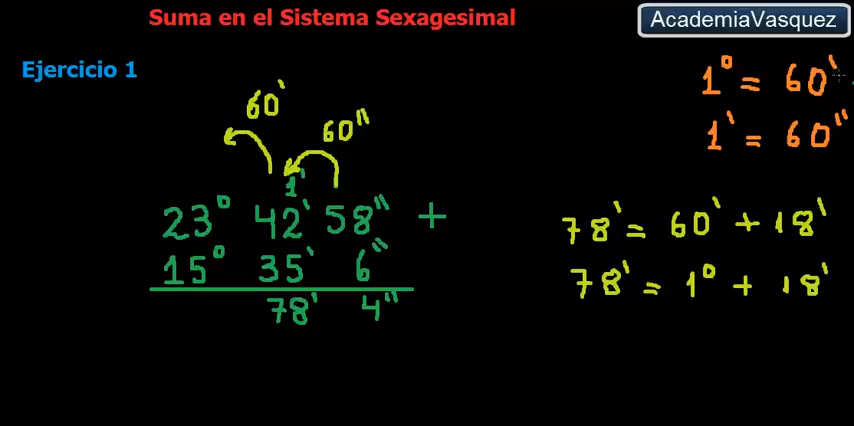 Suma en el Sistema Sexagesimal
AcademiaVasquez
Ejercicio 1
1° = 60'
1' = 60''
60'
60''
1'
23° 42' 58'' +
15° 35' 6''
78' 4''
78' = 60' + 18'
78' = 1° + 18'